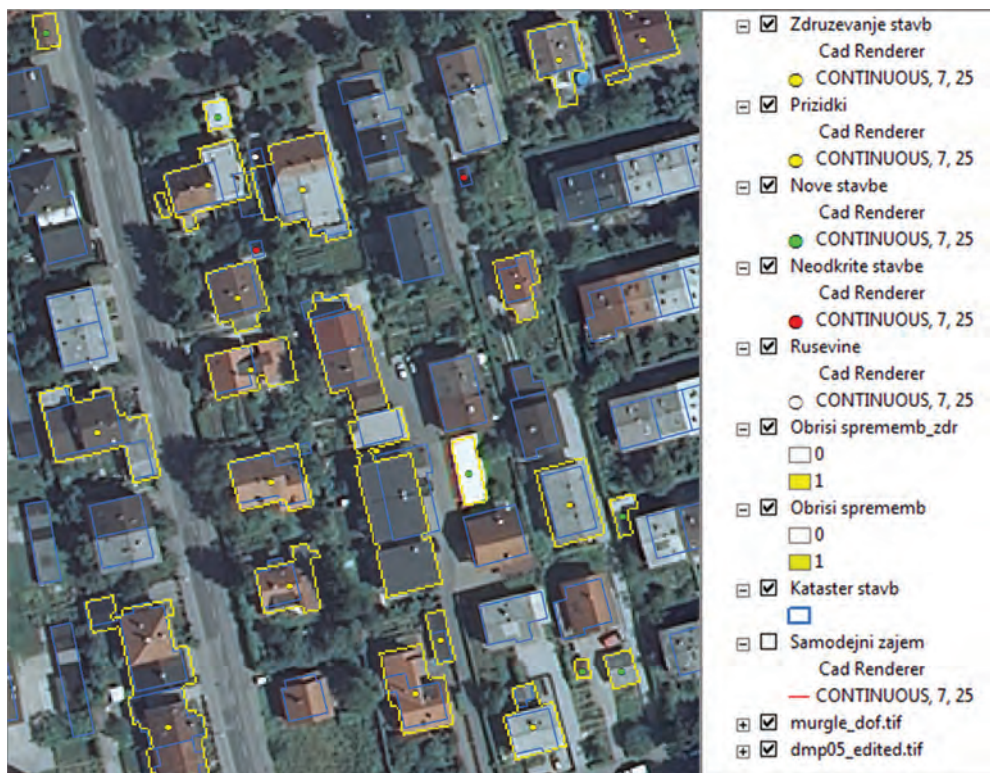 Zdruzevanje stavb
Cad Renderer
CONTINUOUS, 7, 25
Prizidki
Cad Renderer
CONTINUOUS, 7, 25
Nove stavbe
Cad Renderer
CONTINUOUS, 7, 25
Neodkrite stavbe
Cad Renderer
CONTINUOUS, 7, 25
Rusevine
Cad Renderer
CONTINUOUS, 7, 25
Obrisi sprememb_zdr
0
1
Obrisi sprememb
0
1
Kataster stavb
Samodejni zajem
Cad Renderer
CONTINUOUS, 7, 25
murgle_dof.tif
dmp05_edited.tif